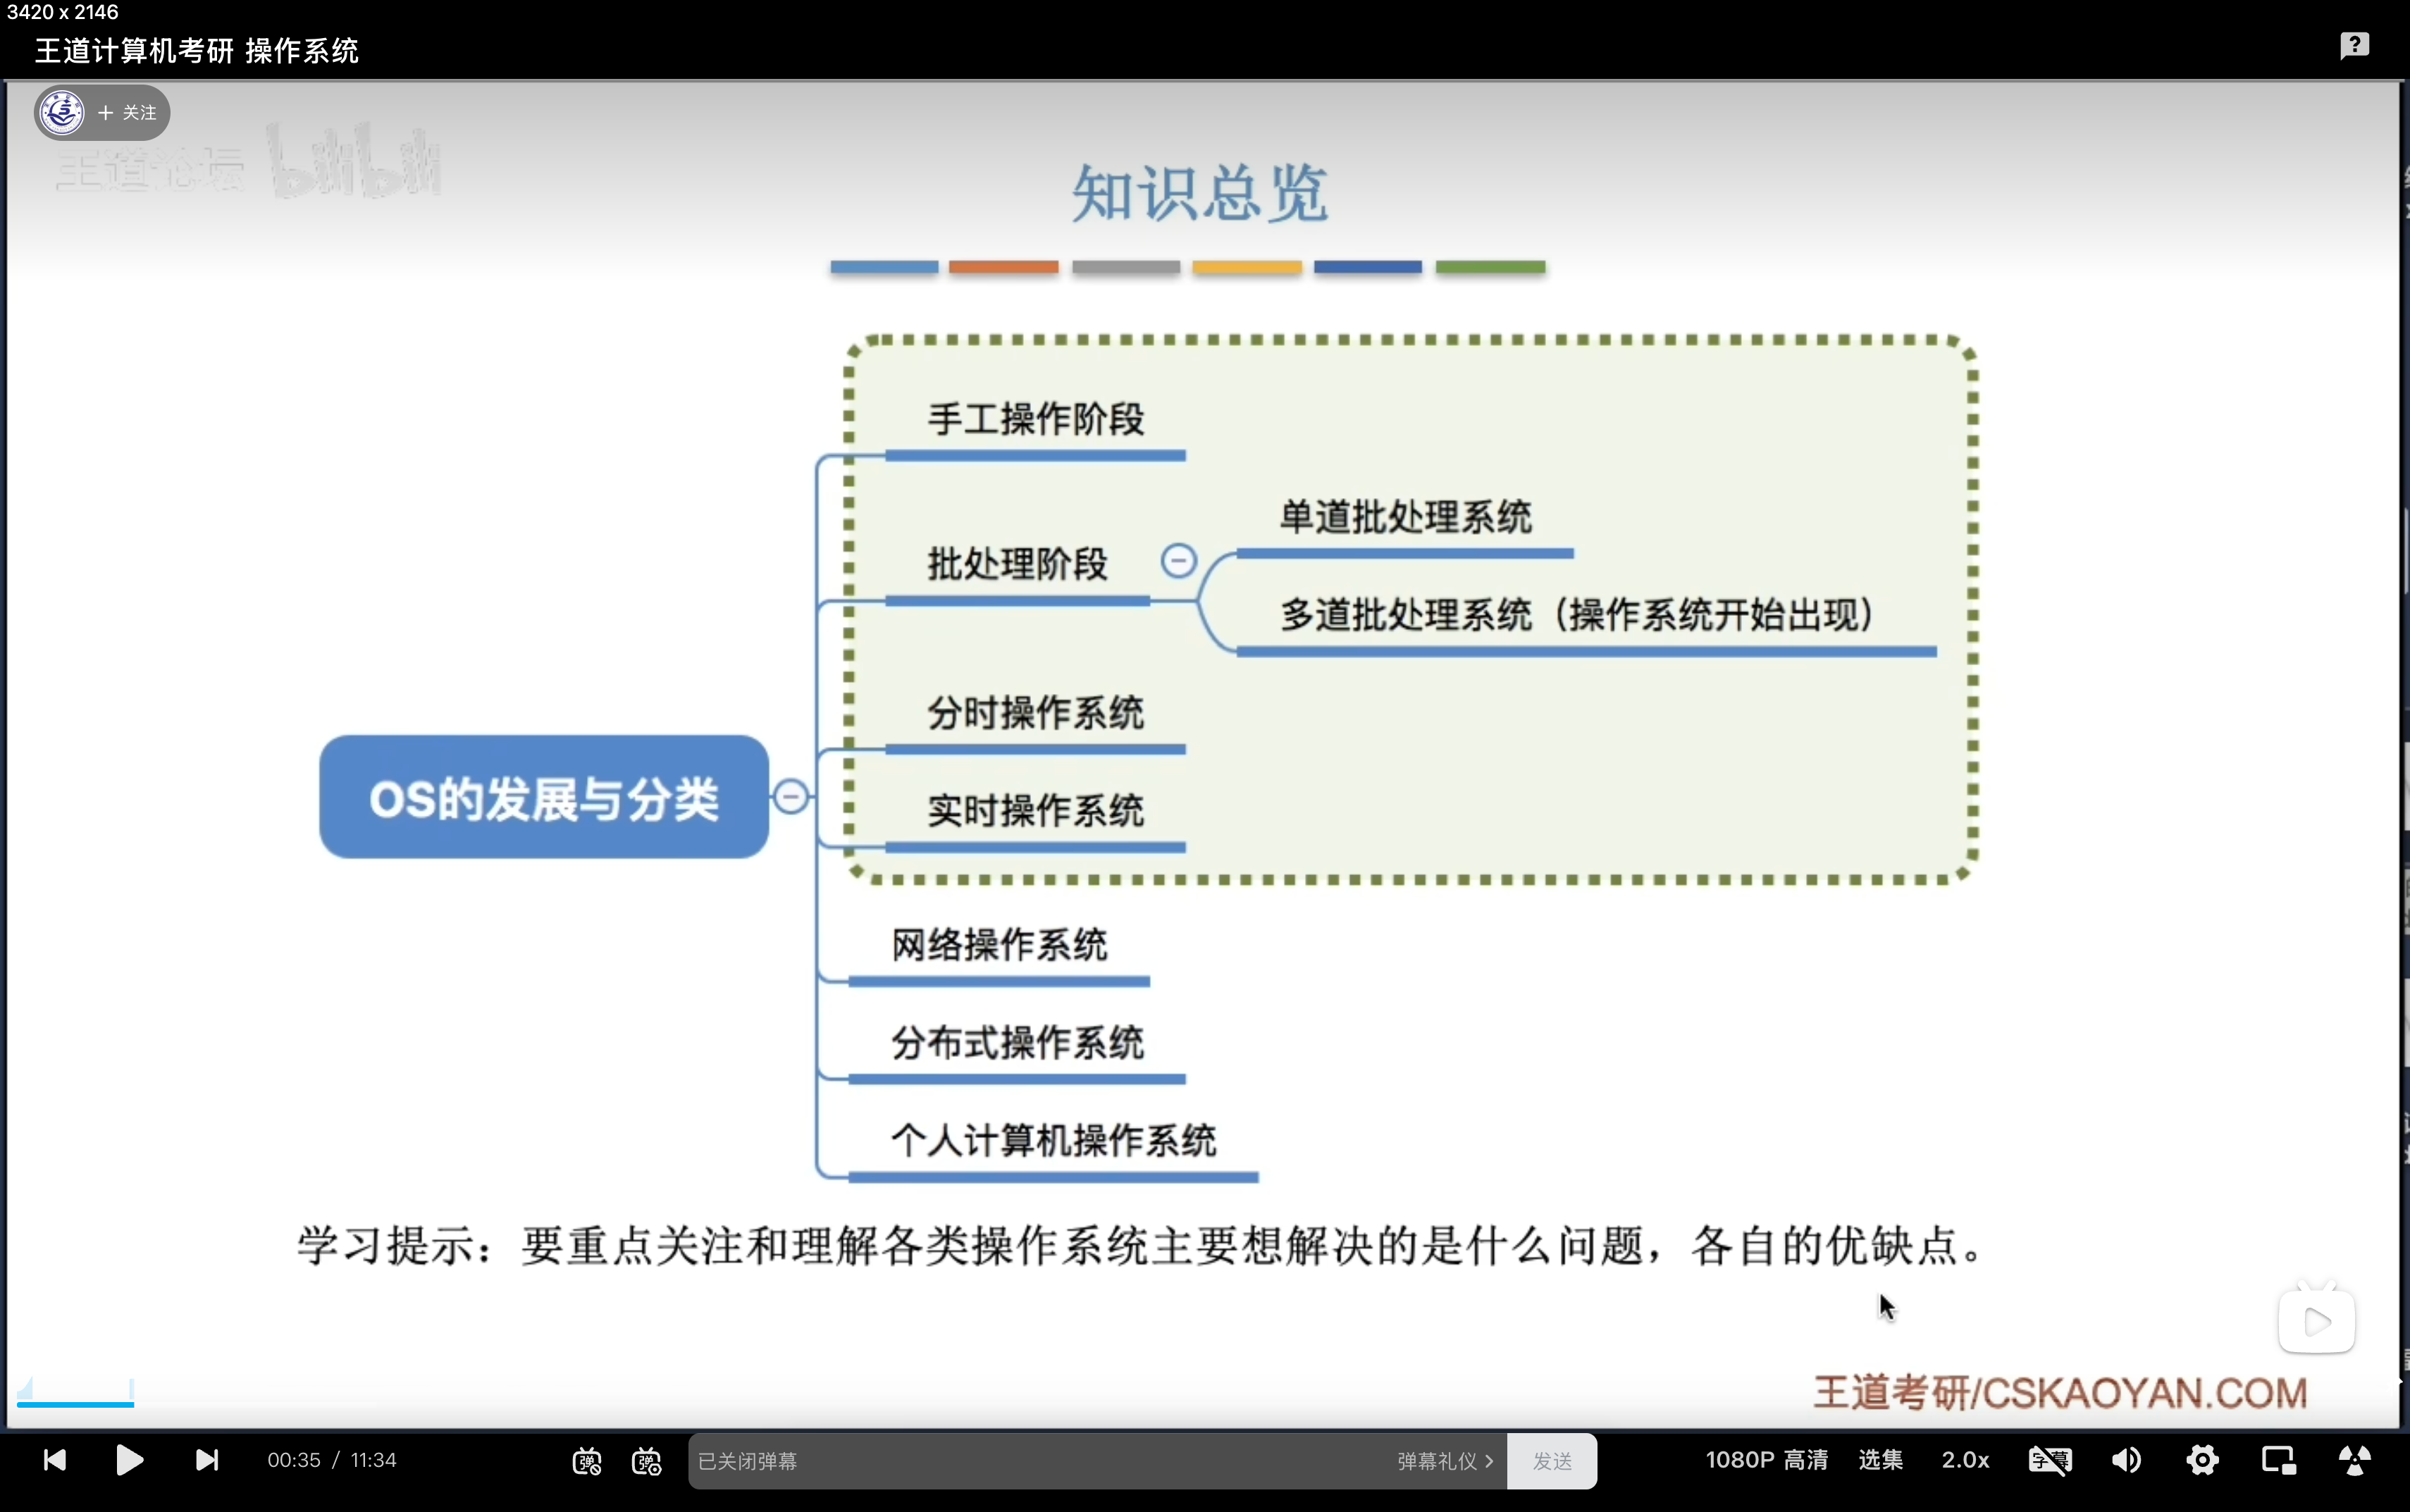 3420 x 2146
王道计算机考研 操作系统
+ 关注
王道论坛 bilibili
知识总览
手工操作阶段
单道批处理系统
批处理阶段
多道批处理系统（操作系统开始出现）
分时操作系统
OS的发展与分类
实时操作系统
网络操作系统
分布式操作系统
个人计算机操作系统
学习提示：要重点关注和理解各类操作系统主要想解决的是什么问题，各自的优缺点。
王道考研/CSKAOYAN.COM
00:35 / 11:34
弹
弹
已关闭弹幕
弹幕礼仪 >
发送
1080P 高清
选集
2.0x
字幕